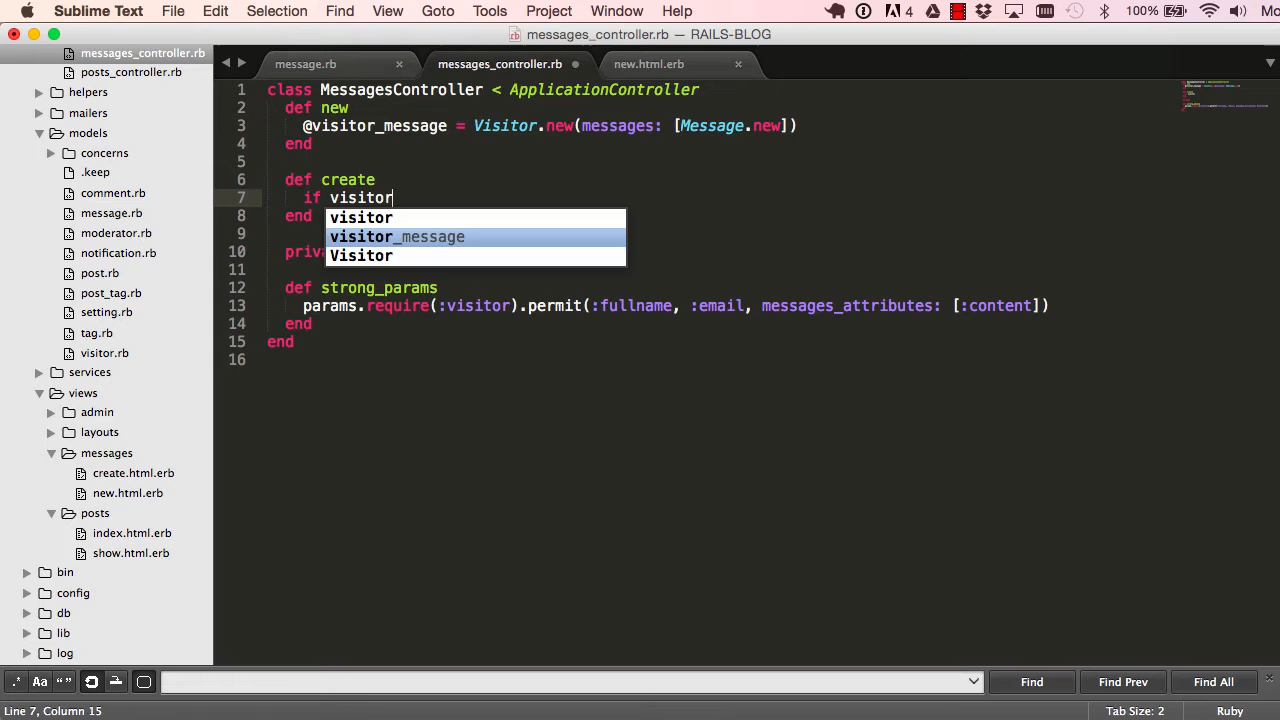 Sublime Text File Edit Selection Find View Goto Tools Project Window Help 4 100% Mo
messages_controller.rb — RAILS-BLOG
messages_controller.rb
posts_controller.rb
helpers
mailers
models
concerns
.keep
comment.rb
message.rb
moderator.rb
notification.rb
post.rb
post_tag.rb
setting.rb
tag.rb
visitor.rb
services
views
admin
layouts
messages
create.html.erb
new.html.erb
posts
index.html.erb
show.html.erb
bin
config
db
lib
log
message.rb × messages_controller.rb new.html.erb ×
1 class MessagesController < ApplicationController
2 def new
3 @visitor_message = Visitor.new(messages: [Message.new])
4 end
5
6 def create
7 if visitor
8 end
visitor
visitor_message
Visitor
9
10 priv
11
12 def strong_params
13 params.require(:visitor).permit(:fullname, :email, messages_attributes: [:content])
14 end
15 end
16
.* Aa “” Find Find Prev Find All ×
Line 7, Column 15 Tab Size: 2 Ruby